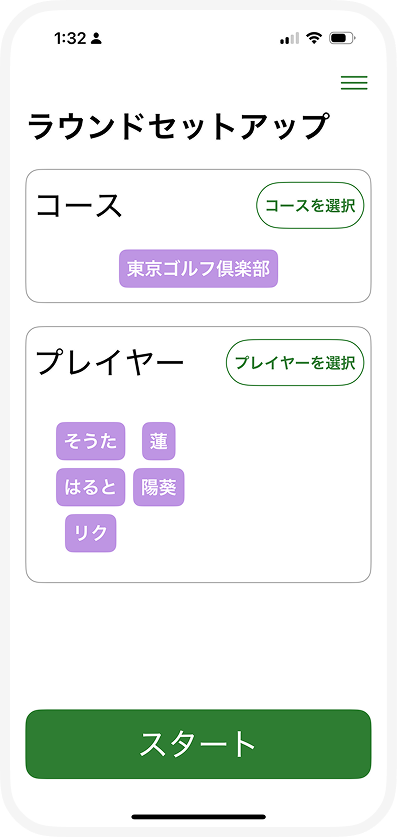 1:32
ラウンドセットアップ
コース
コースを選択
東京ゴルフ倶楽部
プレイヤー
プレイヤーを選択
そうた 蓮
はると 陽葵
リク
スタート